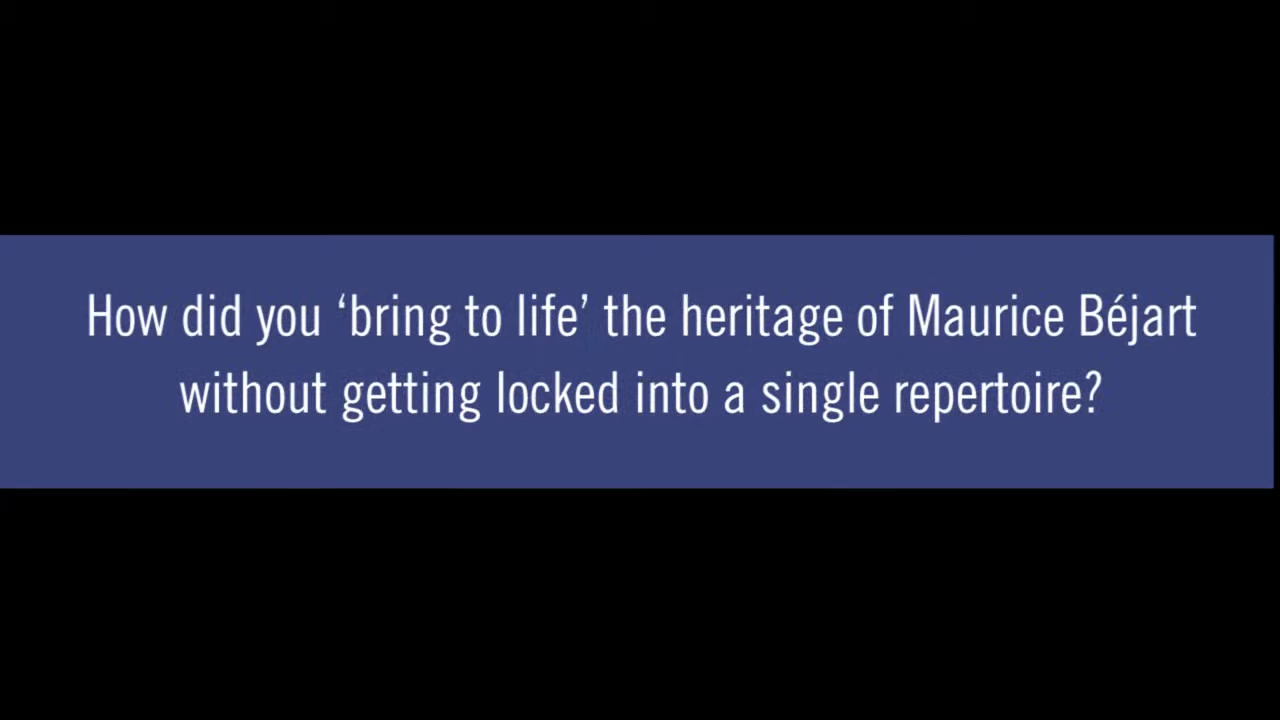 How did you ‘bring to life’ the heritage of Maurice Béjart
without getting locked into a single repertoire?